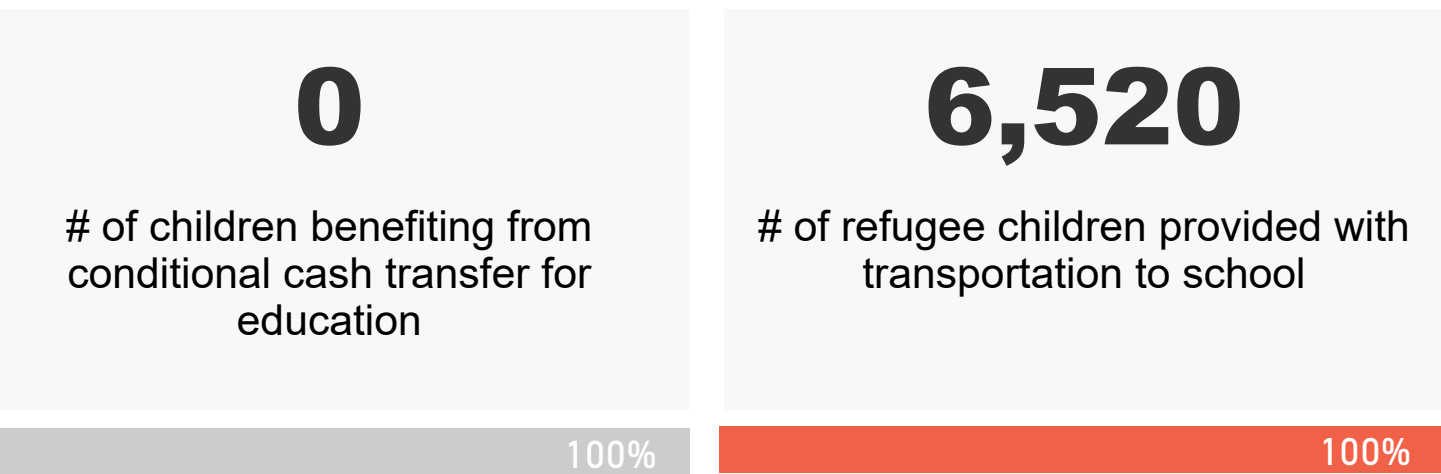 0
# of children benefiting from
conditional cash transfer for
education
100%
6,520
# of refugee children provided with
transportation to school
100%